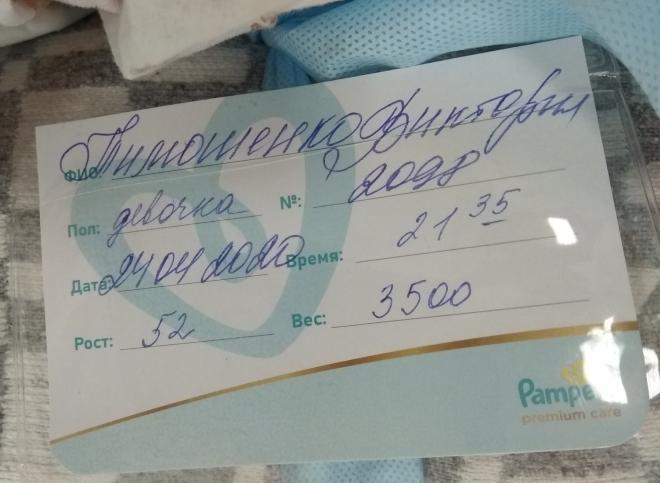 ФИО: Тимошенко Виктория
Пол: девочка №: 2098
Дата: 24 04 2020 Время: 21 35
Рост: 52 Вес: 3500
Pampe
premium care